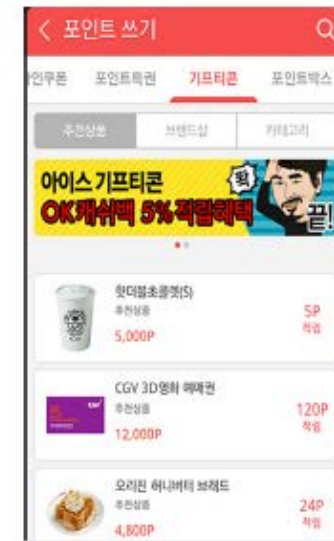 포인트 쓰기
인쿠폰 포인트특권 기프티콘 포인트박스
추천상품 브랜드샵 카테고리
아이스 기프티콘
OK캐쉬백 5% 적립혜택
확
끝!
핫더블초콜렛(S)
추천상품
5,000P
5P
적립
CGV 3D영화 예매권
추천상품
12,000P
120P
적립
오리진 허니버터 브래드
추천상품
4,800P
24P
적립